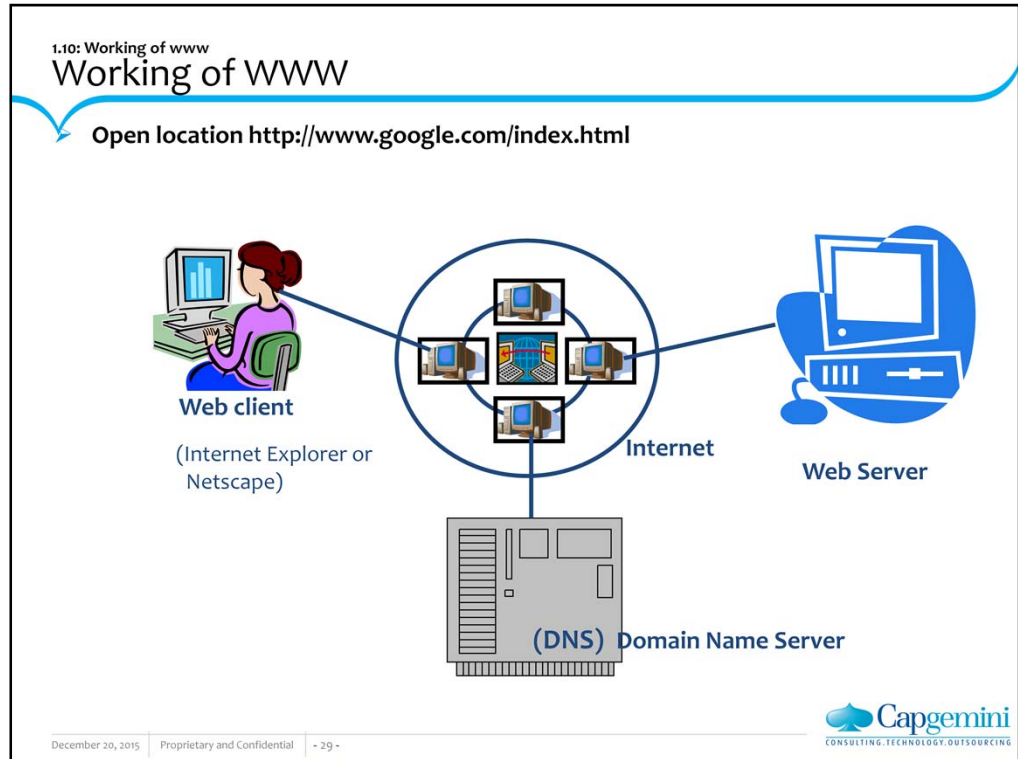 1.10: Working of www
Working of WWW
Open location http://www.google.com/index.html
Web client
(Internet Explorer or
Netscape)
Internet
Web Server
(DNS) Domain Name Server
December 20, 2015 Proprietary and Confidential - 29 -
Capgemini
CONSULTING.TECHNOLOGY.OUTSOURCING